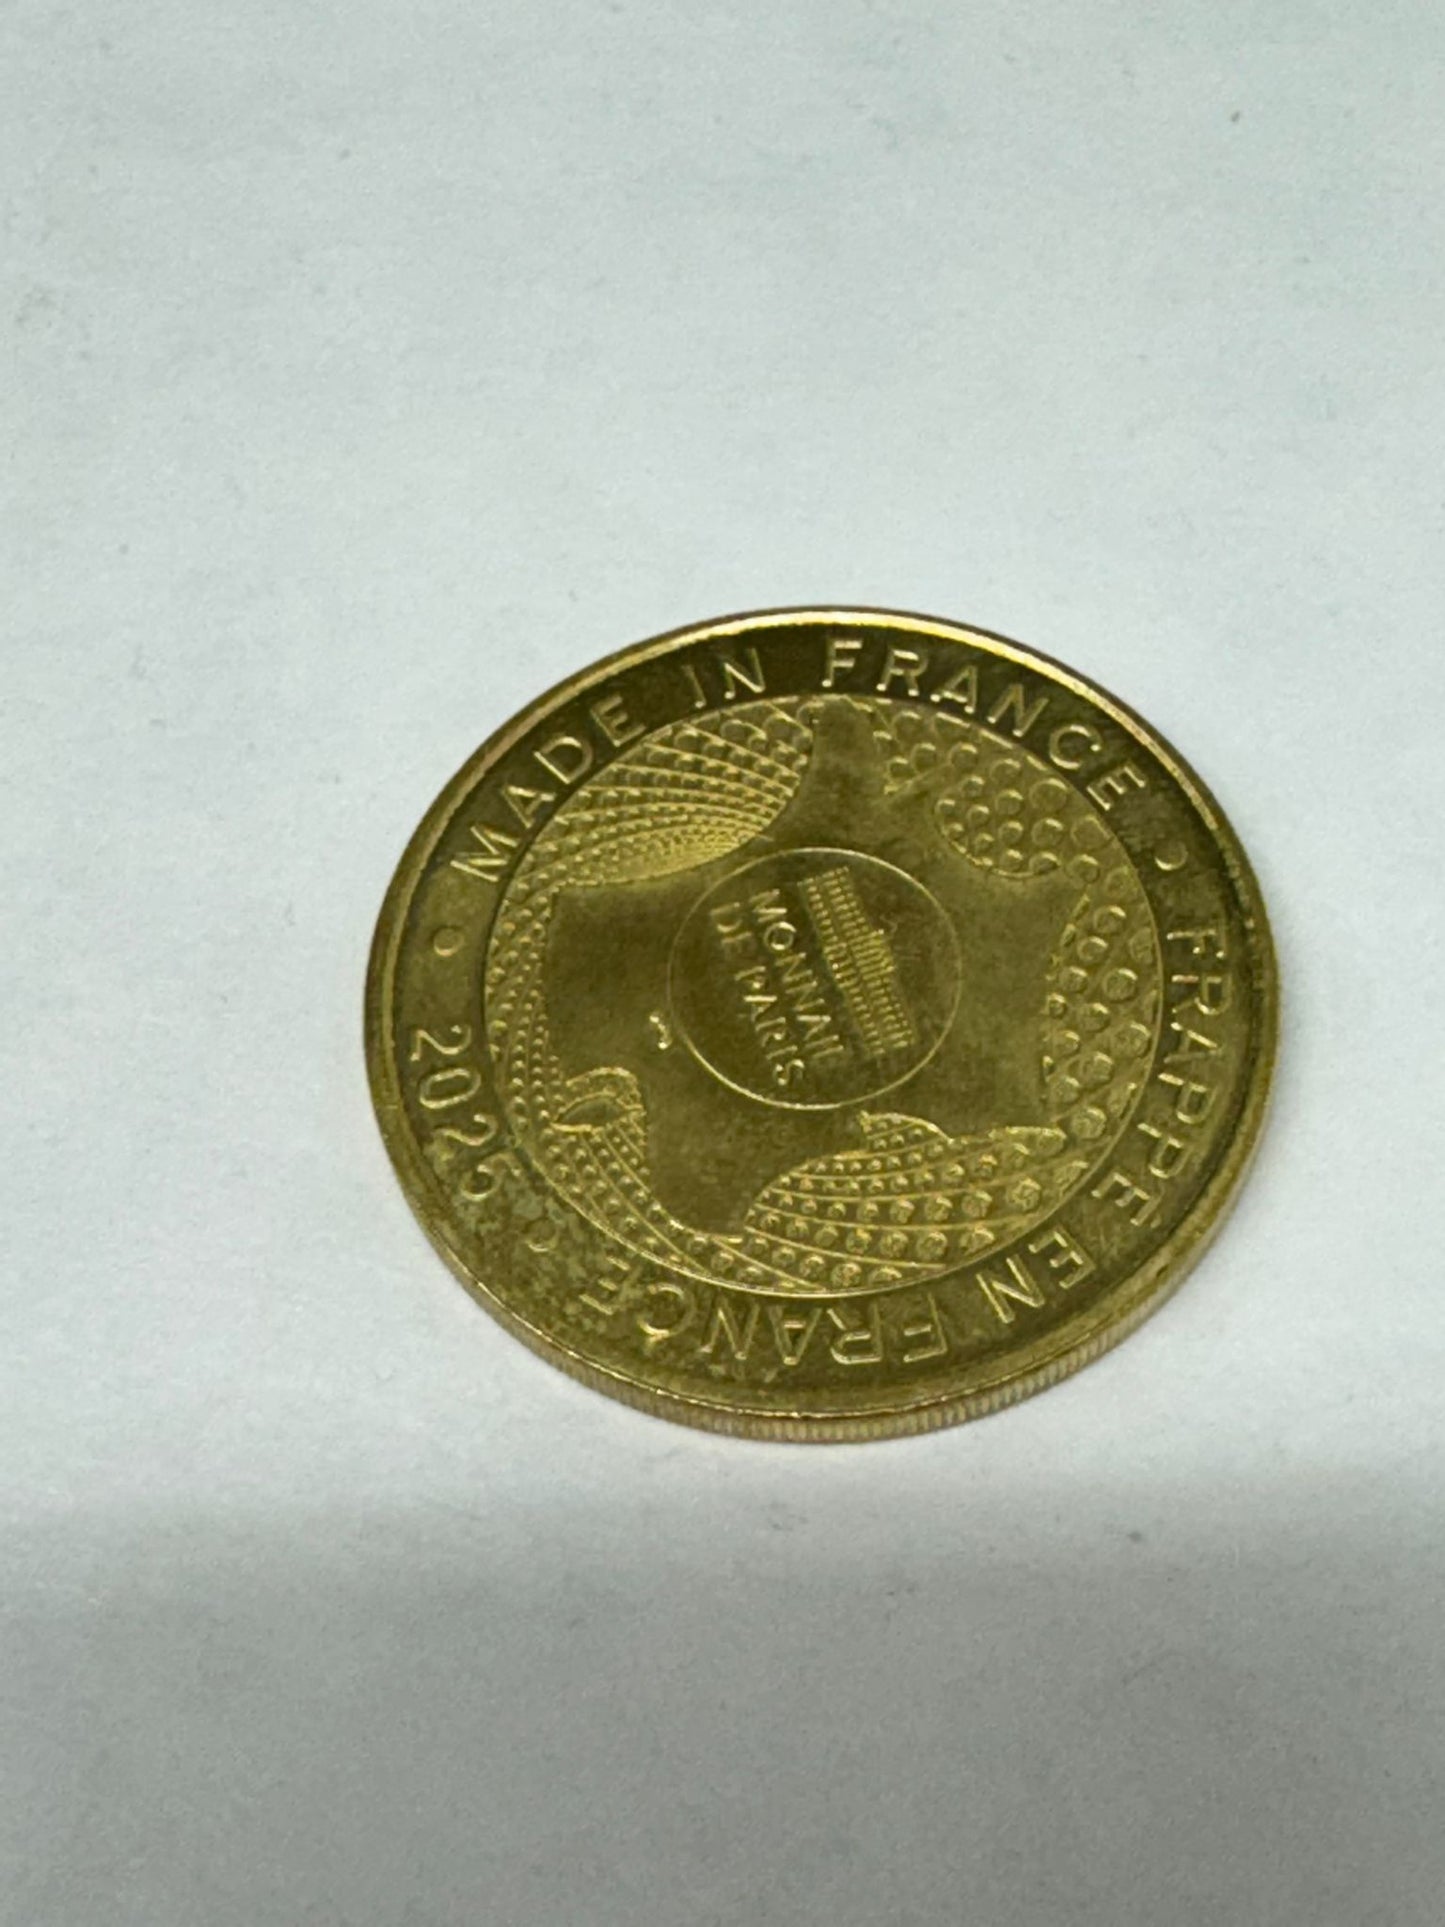 MADE IN FRANCE
FRAPPÉ EN FRANCE
2025
MONNAIE
DE PARIS